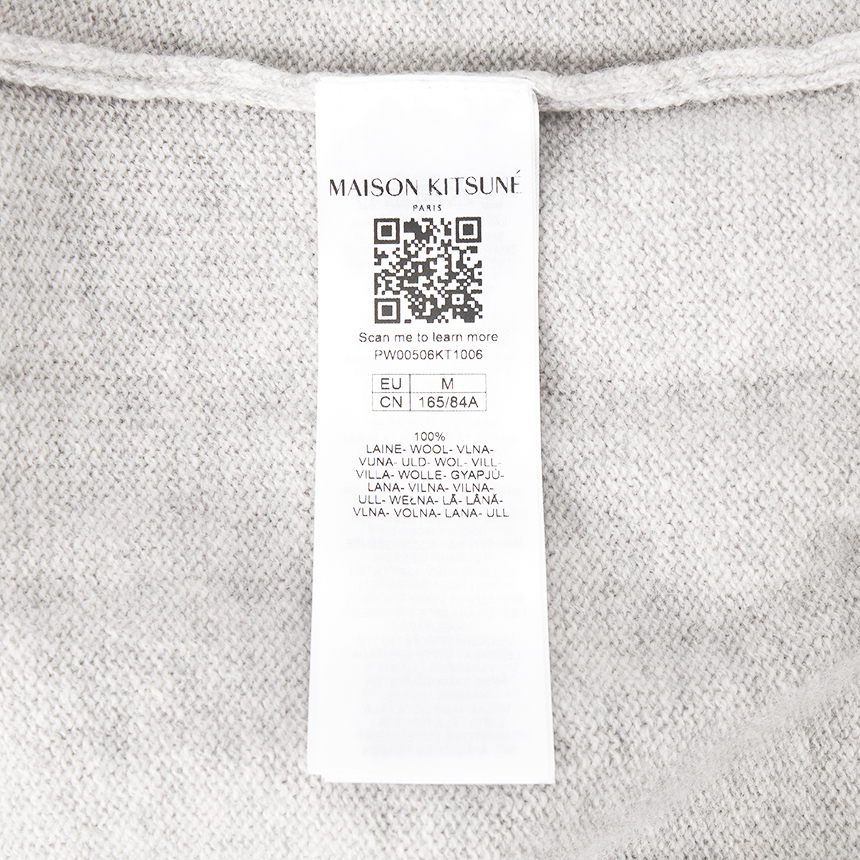 MAISON KITSUNÉ
PARIS
Scan me to learn more
PW00506KT1006
EU M
CN 165/84A
100%
LAINE- WOOL- VLNA-
VUNA- ULD- WOL- VILL-
VILLA- WOLLE- GYAPJÚ-
LANA- VILNA- VILNA-
ULL- WEŁNA- LÃ- LÂNĂ-
VLNA- VOLNA- LANA- ULL